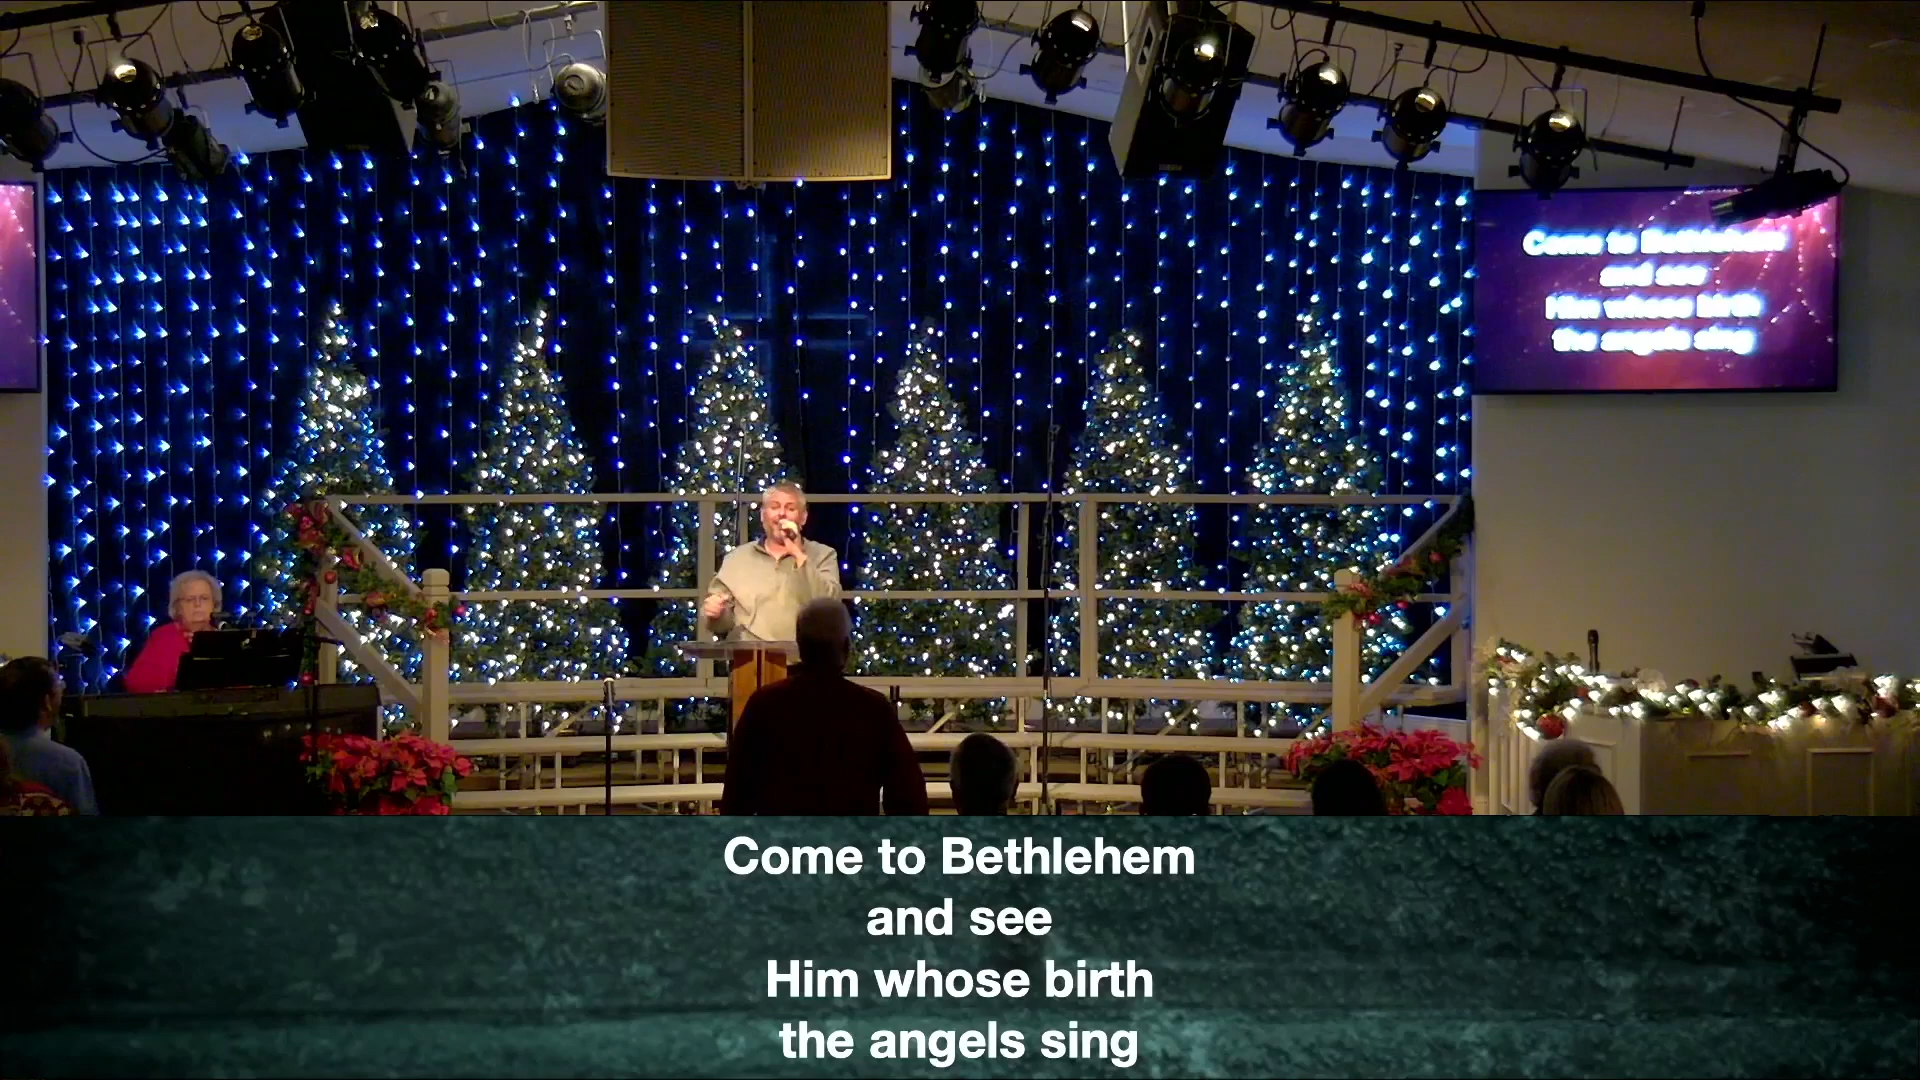 Come to Bethlehem
and see
Him whose birth
the angels sing
Come to Bethlehem
and see
Him whose birth
the angels sing